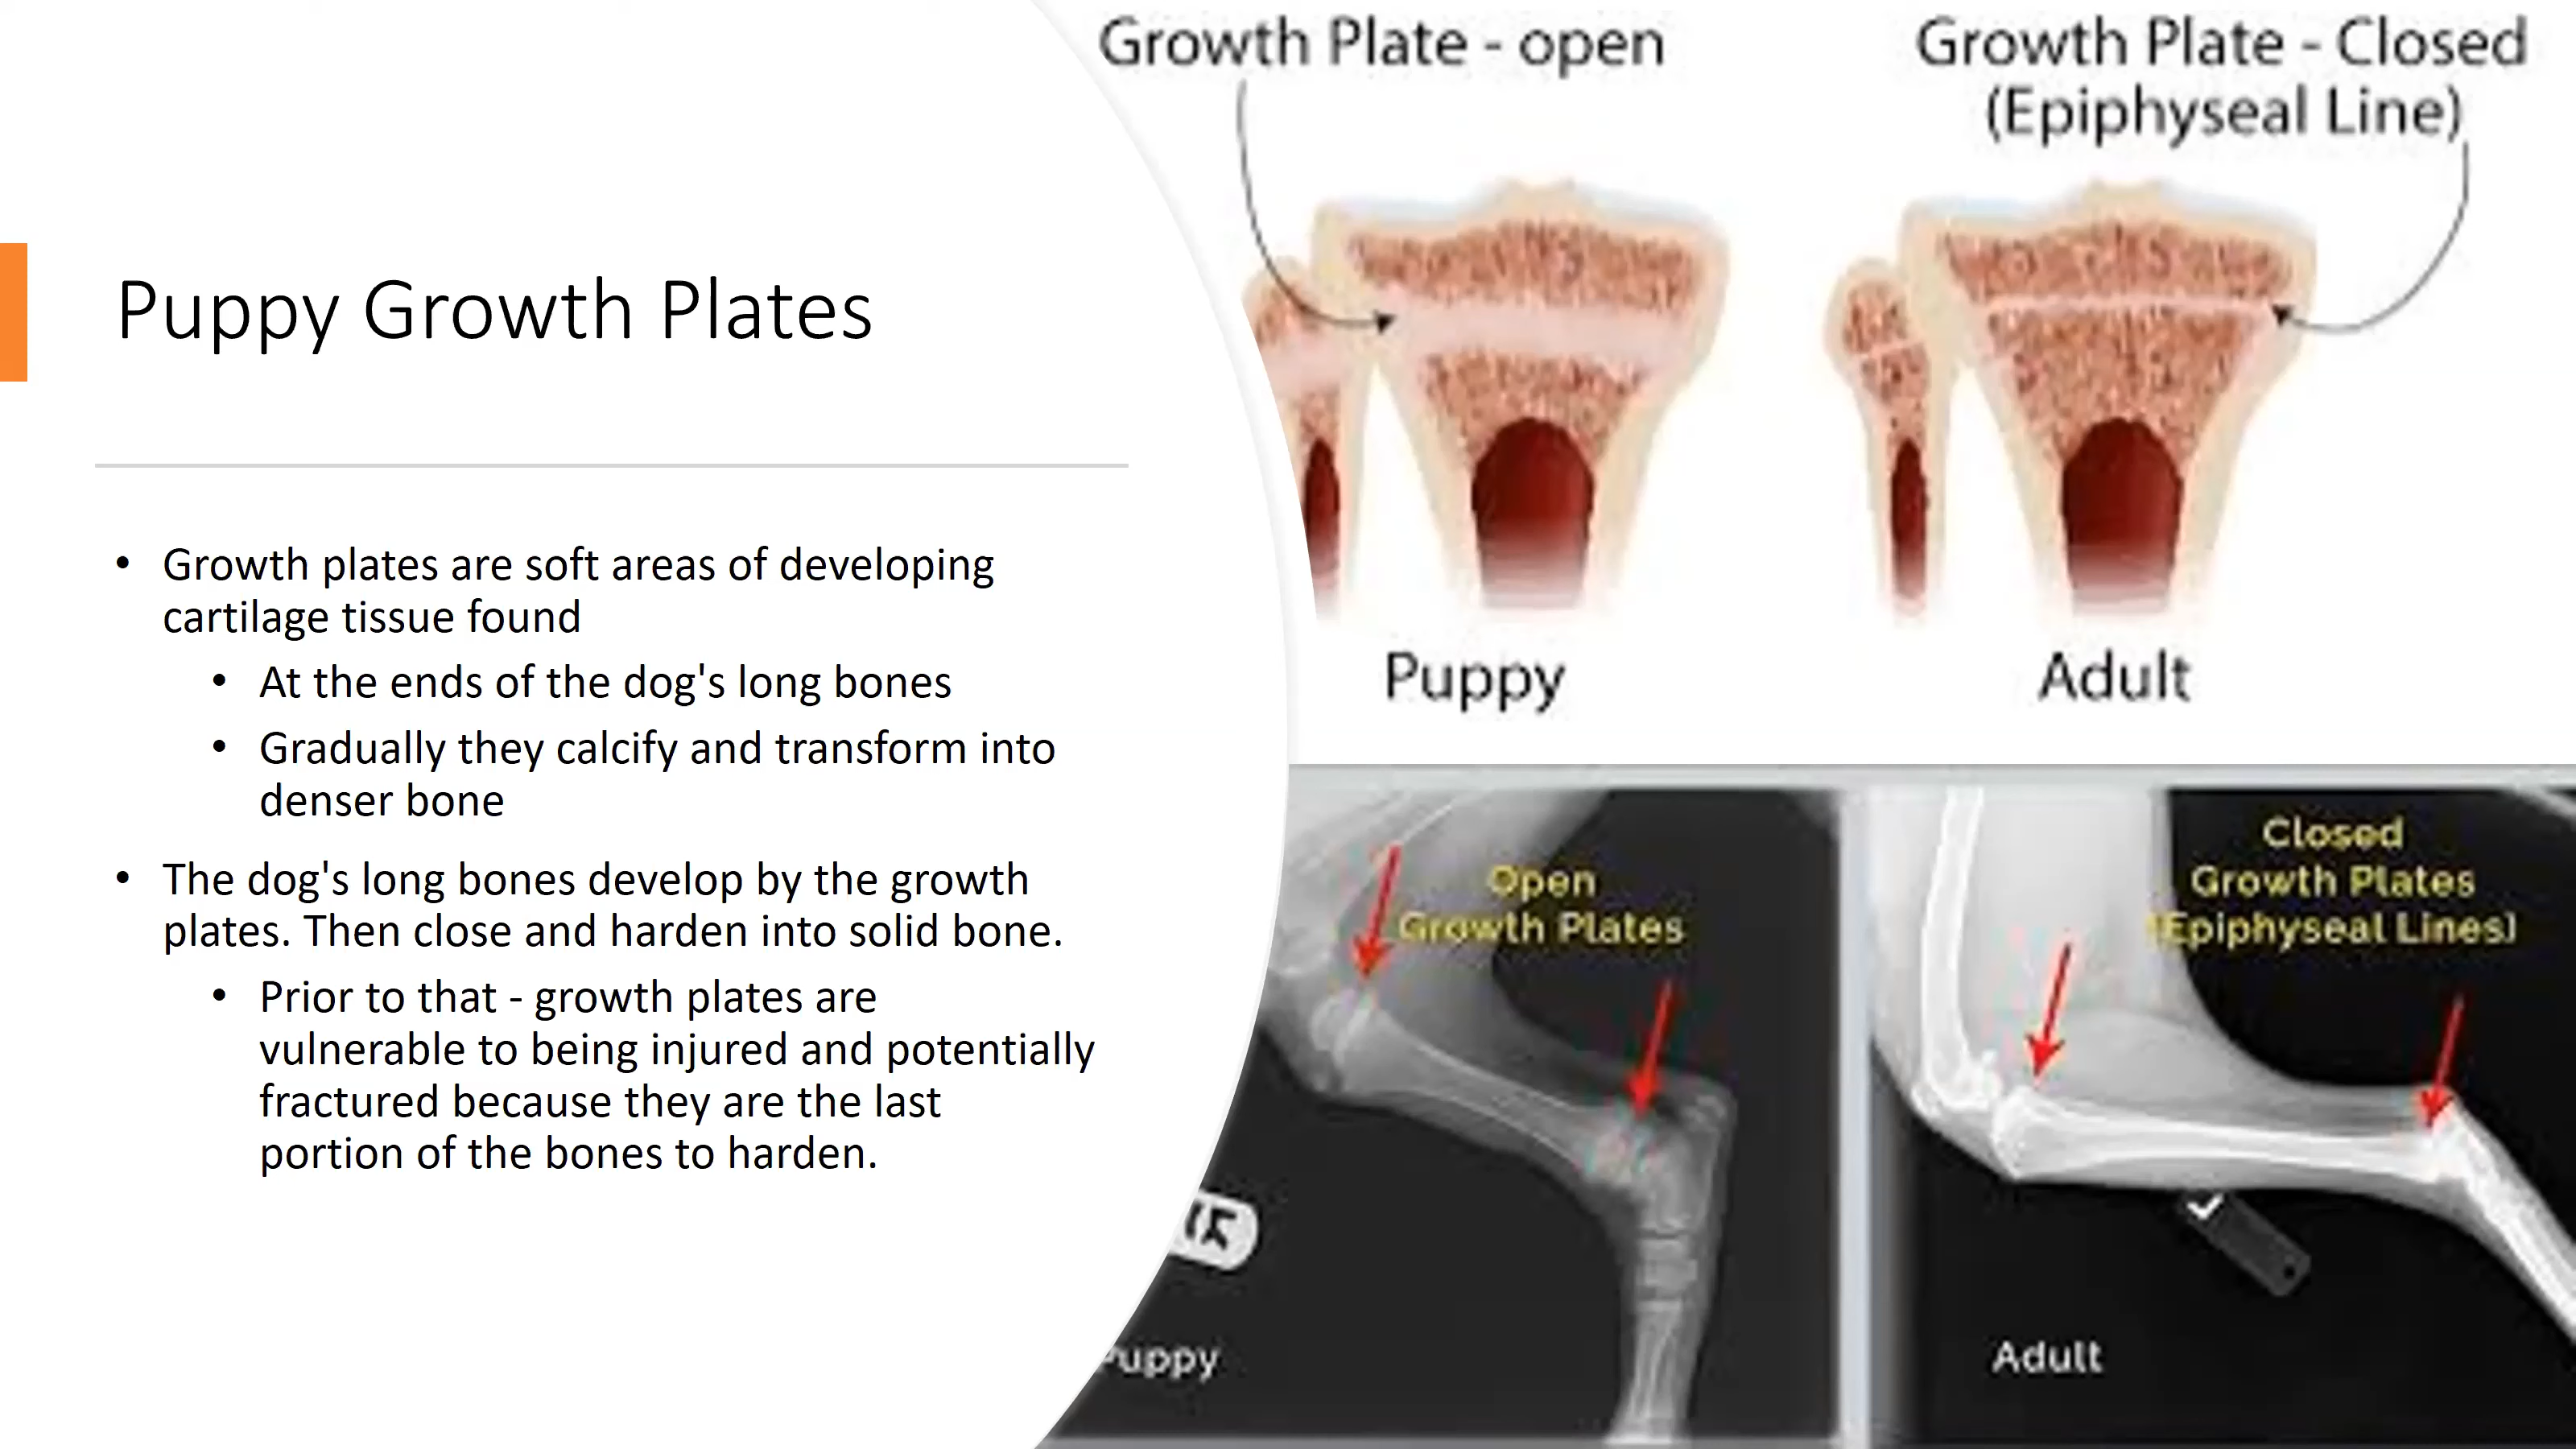 Puppy Growth Plates
• Growth plates are soft areas of developing
cartilage tissue found
• At the ends of the dog's long bones
• Gradually they calcify and transform into
denser bone
• The dog's long bones develop by the growth
plates. Then close and harden into solid bone.
• Prior to that - growth plates are
vulnerable to being injured and potentially
fractured because they are the last
portion of the bones to harden.
Growth Plate - open
Growth Plate - Closed
(Epiphyseal Line)
Puppy
Adult
Open
Growth Plates
Closed
Growth Plates
(Epiphyseal Lines)
Puppy
Adult